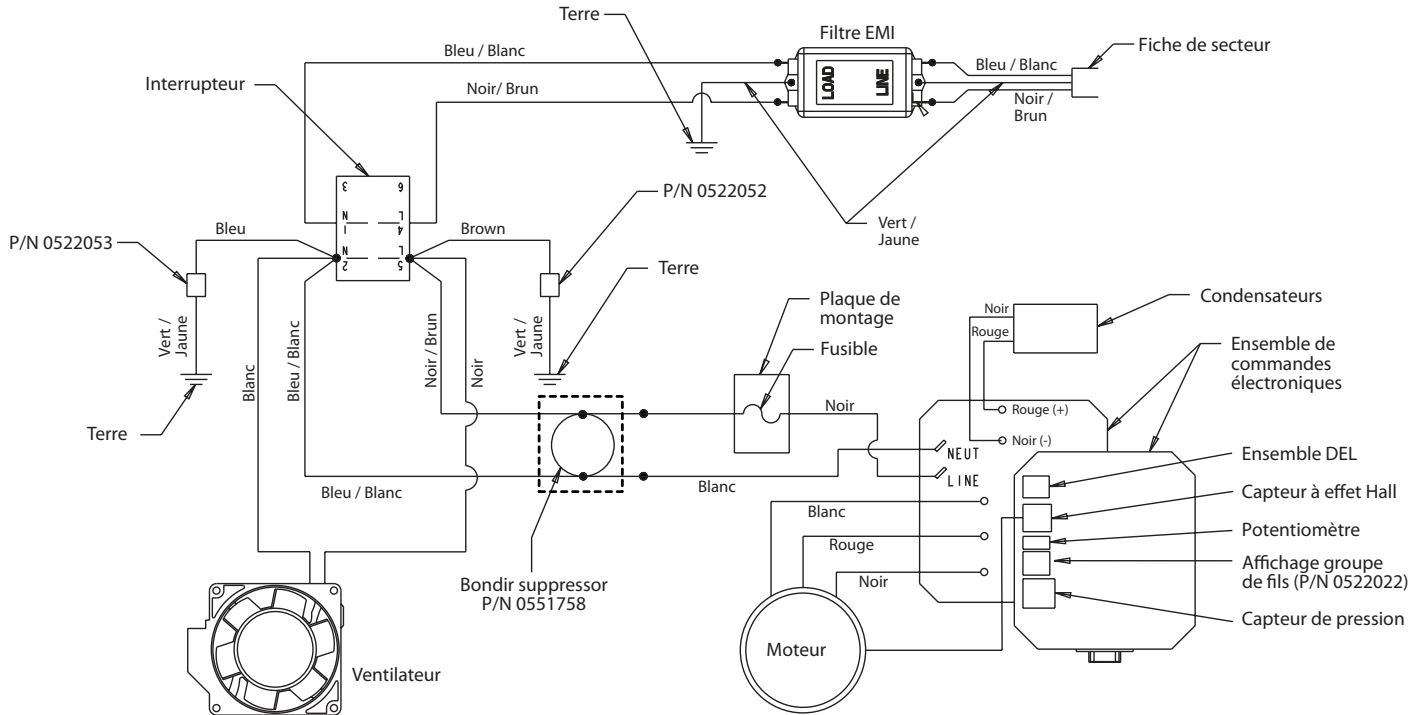 Terre
Filtre EMI
Fiche de secteur
Bleu / Blanc
Bleu / Blanc
Interrupteur
LOAD
LINE
Noir/ Brun
Noir /
Brun
Terre
3
6
P/N 0522052
N
1
L
4
Vert /
Jaune
Bleu
Brown
P/N 0522053
N
2
L
5
Terre
Plaque de
montage
Condensateurs
Noir
Rouge
Fusible
Ensemble de
commandes
électroniques
Vert /
Jaune
Vert /
Jaune
Blanc
Bleu / Blanc
Noir / Brun
Noir
Noir
Rouge (+)
Terre
Noir (-)
NEUT
Ensemble DEL
LINE
Bleu / Blanc
Blanc
Capteur à effet Hall
Blanc
Potentiomètre
Rouge
Affichage groupe
de fils (P/N 0522022)
Noir
Bondir suppressor
P/N 0551758
Capteur de pression
Moteur
Ventilateur